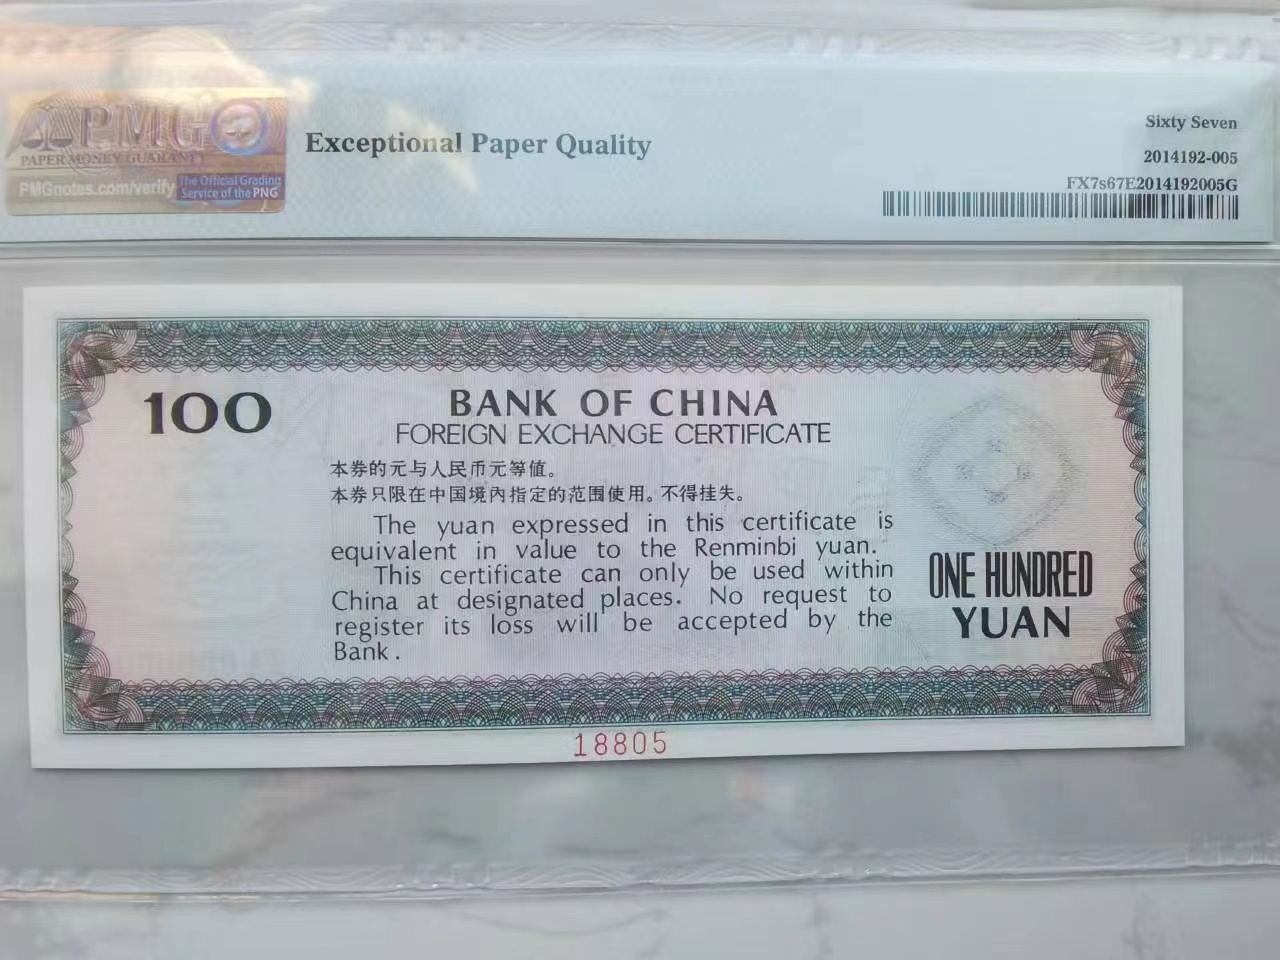 PMG
PAPER MONEY GUARANTY
PMGnotes.com/verify
The Official Grading
Service of the PNG
Exceptional Paper Quality
Sixty Seven
2014192-005
FX7s67E2014192005G
100
BANK OF CHINA
FOREIGN EXCHANGE CERTIFICATE
本券的元与人民币元等值。
本券只限在中国境内指定的范围使用。不得挂失。
The yuan expressed in this certificate is
equivalent in value to the Renminbi yuan.
This certificate can only be used within
China at designated places. No request to
register its loss will be accepted by the
Bank.
ONE HUNDRED
YUAN
18805